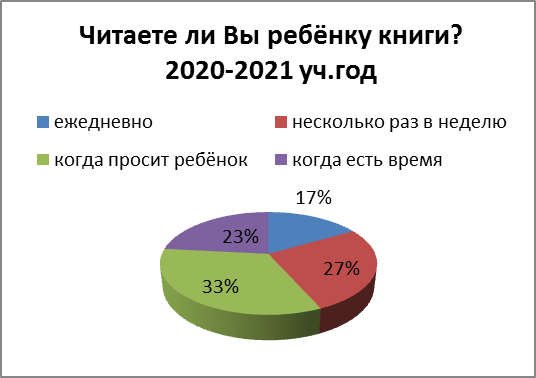 Читаете ли Вы ребёнку книги?
2020-2021 уч.год
ежедневно
несколько раз в неделю
когда просит ребёнок
когда есть время
17%
23%
27%
33%